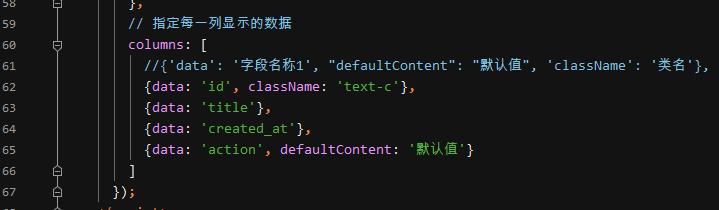 58 },
59 // 指定每一列显示的数据
60 columns: [
61 //{'data': '字段名称1', "defaultContent": "默认值", 'className': '类名'},
62 {data: 'id', className: 'text-c'},
63 {data: 'title'},
64 {data: 'created_at'},
65 {data: 'action', defaultContent: '默认值'}
66 ]
67 });